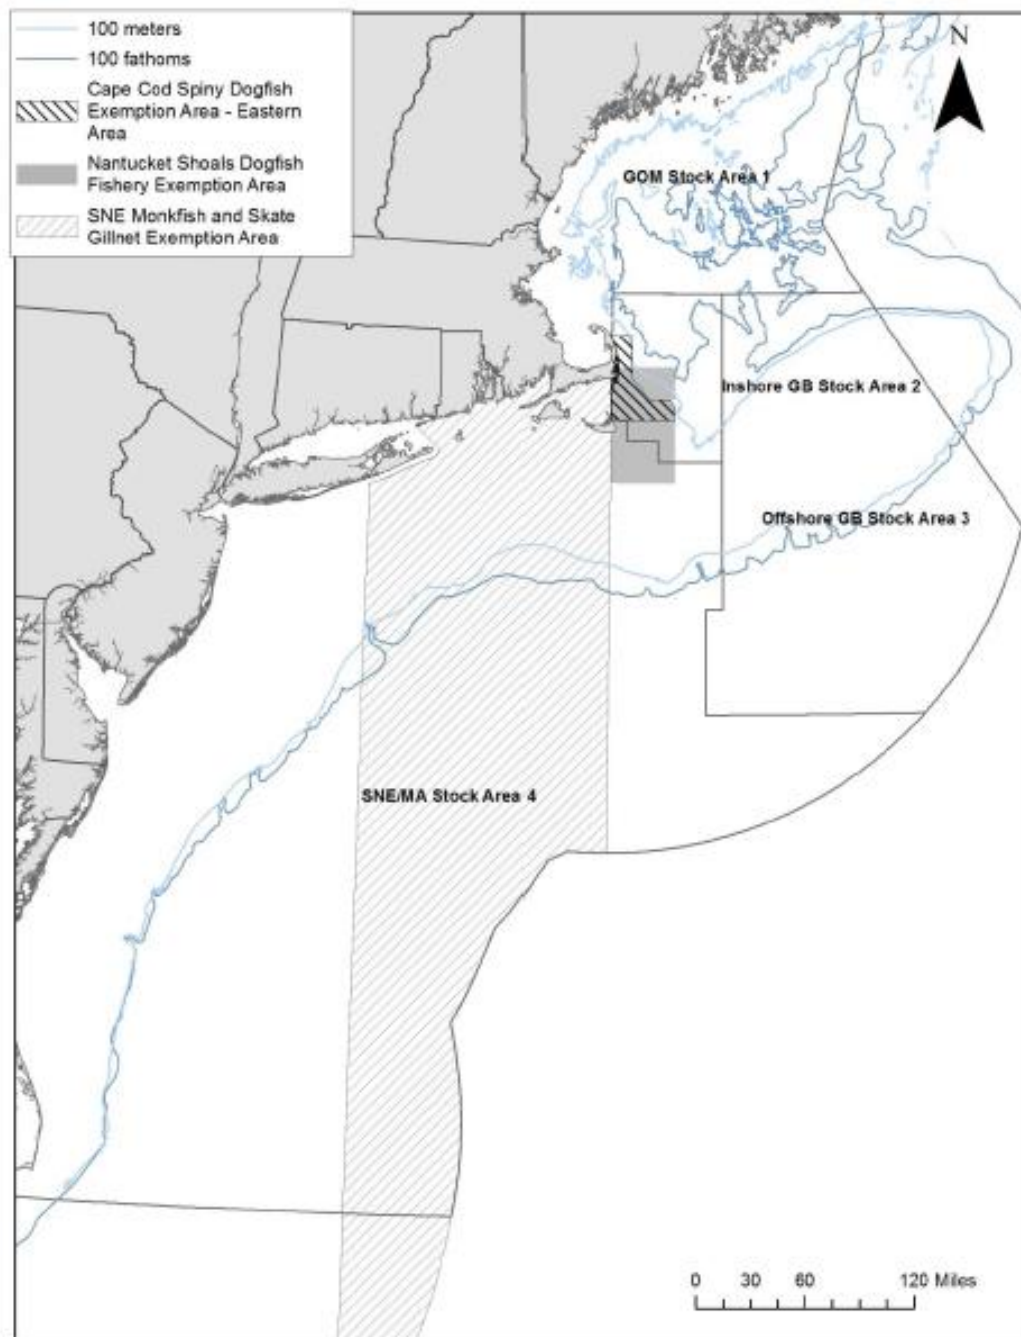 100 meters
100 fathoms
Cape Cod Spiny Dogfish
Exemption Area - Eastern
Area
Nantucket Shoals Dogfish
Fishery Exemption Area
SNE Monkfish and Skate
Gillnet Exemption Area
N
GOM Stock Area 1
Inshore GB Stock Area 2
Offshore GB Stock Area 3
SNE/MA Stock Area 4
0 30 60 120 Miles